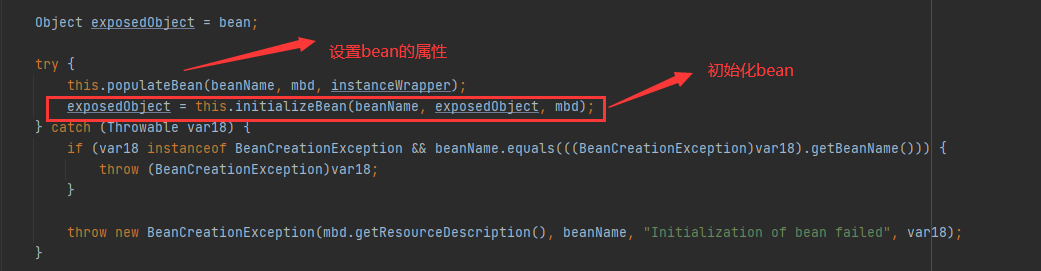 Object exposedObject = bean;
设置bean的属性
try {
this.populateBean(beanName, mbd, instanceWrapper);
初始化bean
exposedObject = this.initializeBean(beanName, exposedObject, mbd);
} catch (Throwable var18) {
if (var18 instanceof BeanCreationException && beanName.equals(((BeanCreationException)var18).getBeanName())) {
throw (BeanCreationException)var18;
}
throw new BeanCreationException(mbd.getResourceDescription(), beanName, "Initialization of bean failed", var18);
}